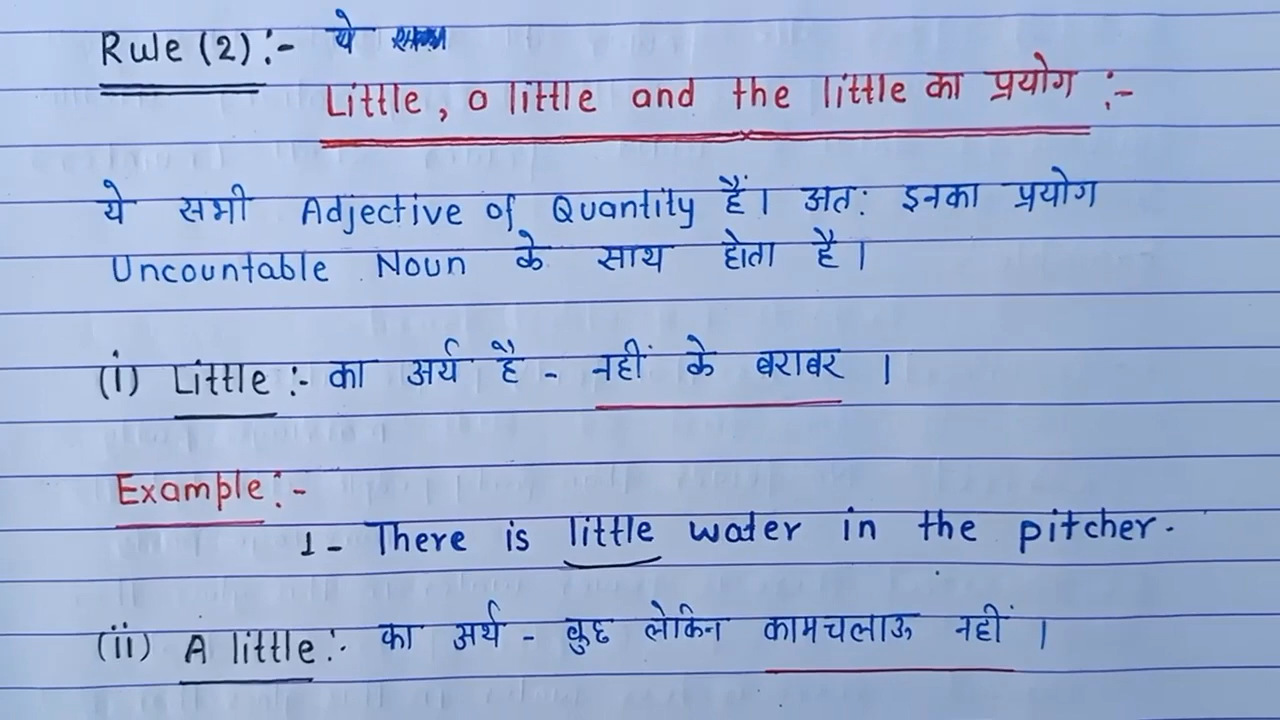 Rule (2):- ये
Little, a little and the little का प्रयोग :-
ये सभी Adjective of Quantity हैं। अत: इनका प्रयोग
Uncountable Noun के साथ होता है।
(i) Little:- का अर्य है - नहीं के बराबर ।
Example:-
1- There is little water in the pitcher.
(ii) A little:- का अर्थ - कुछ लेकिन कामचलाऊ नहीं ।